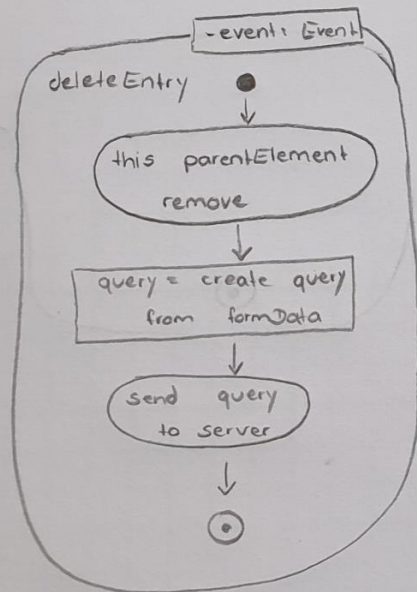 -event: Event
deleteEntry
this parentElement
remove
query = create query
from formData
send query
to server